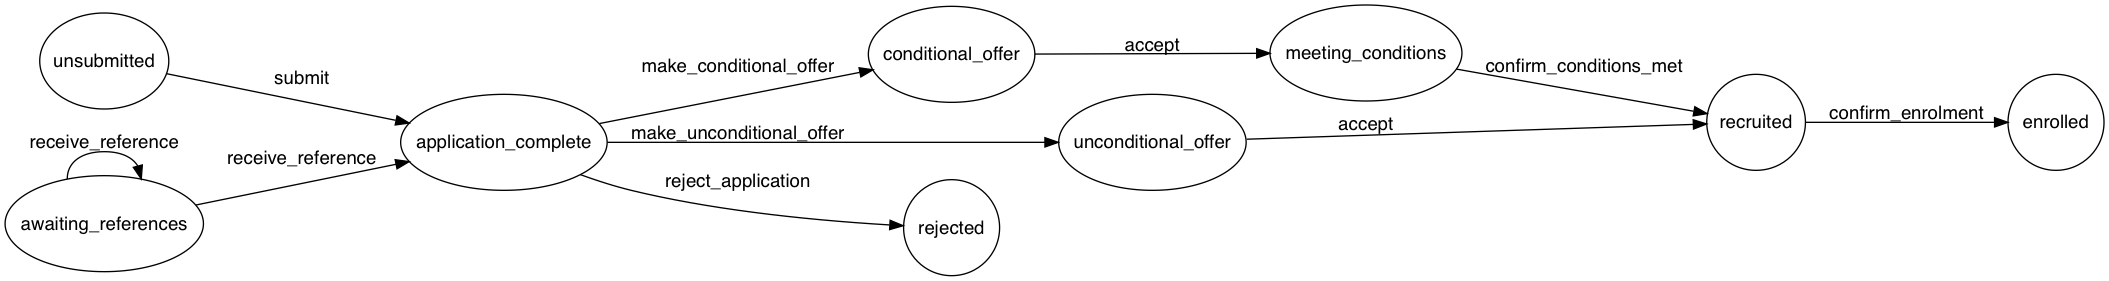 unsubmitted
submit
receive_reference
awaiting_references
receive_reference
application_complete
make_conditional_offer
conditional_offer
accept
meeting_conditions
confirm_conditions_met
make_unconditional_offer
unconditional_offer
accept
recruited
confirm_enrolment
enrolled
reject_application
rejected